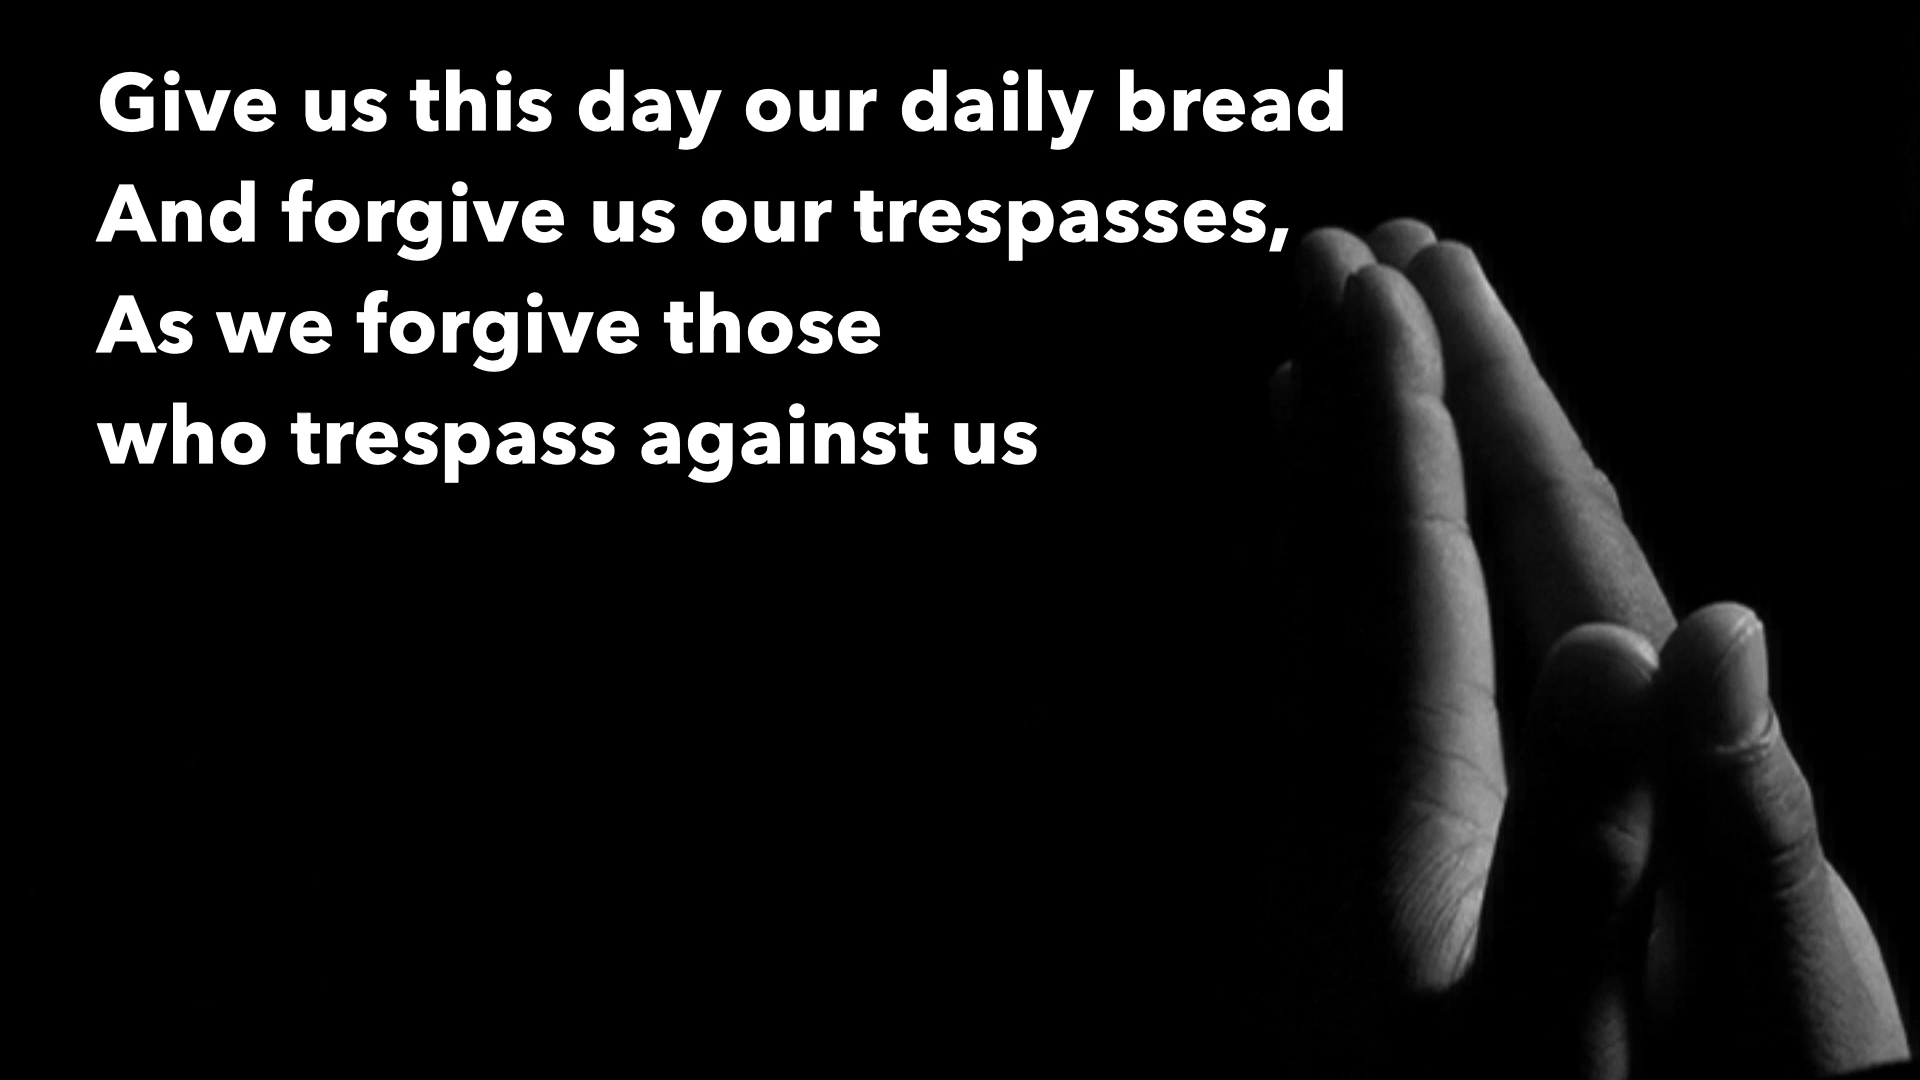 Give us this day our daily bread
And forgive us our trespasses,
As we forgive those
who trespass against us